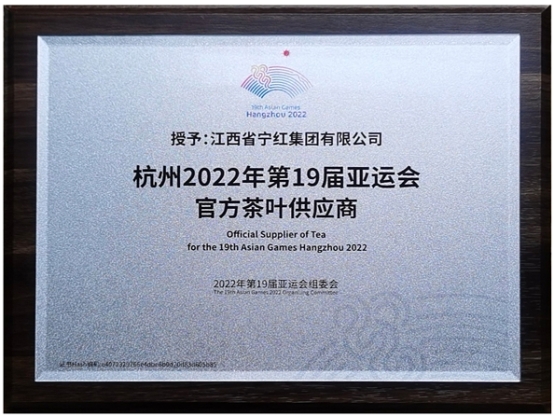 19th Asian Games
Hangzhou 2022
授予：江西省宁红集团有限公司
杭州2022年第19届亚运会
官方茶叶供应商
Official Supplier of Tea
for the 19th Asian Games Hangzhou 2022
2022年第19届亚运会组委会
The 19th Asian Games 2022 Organising Committee